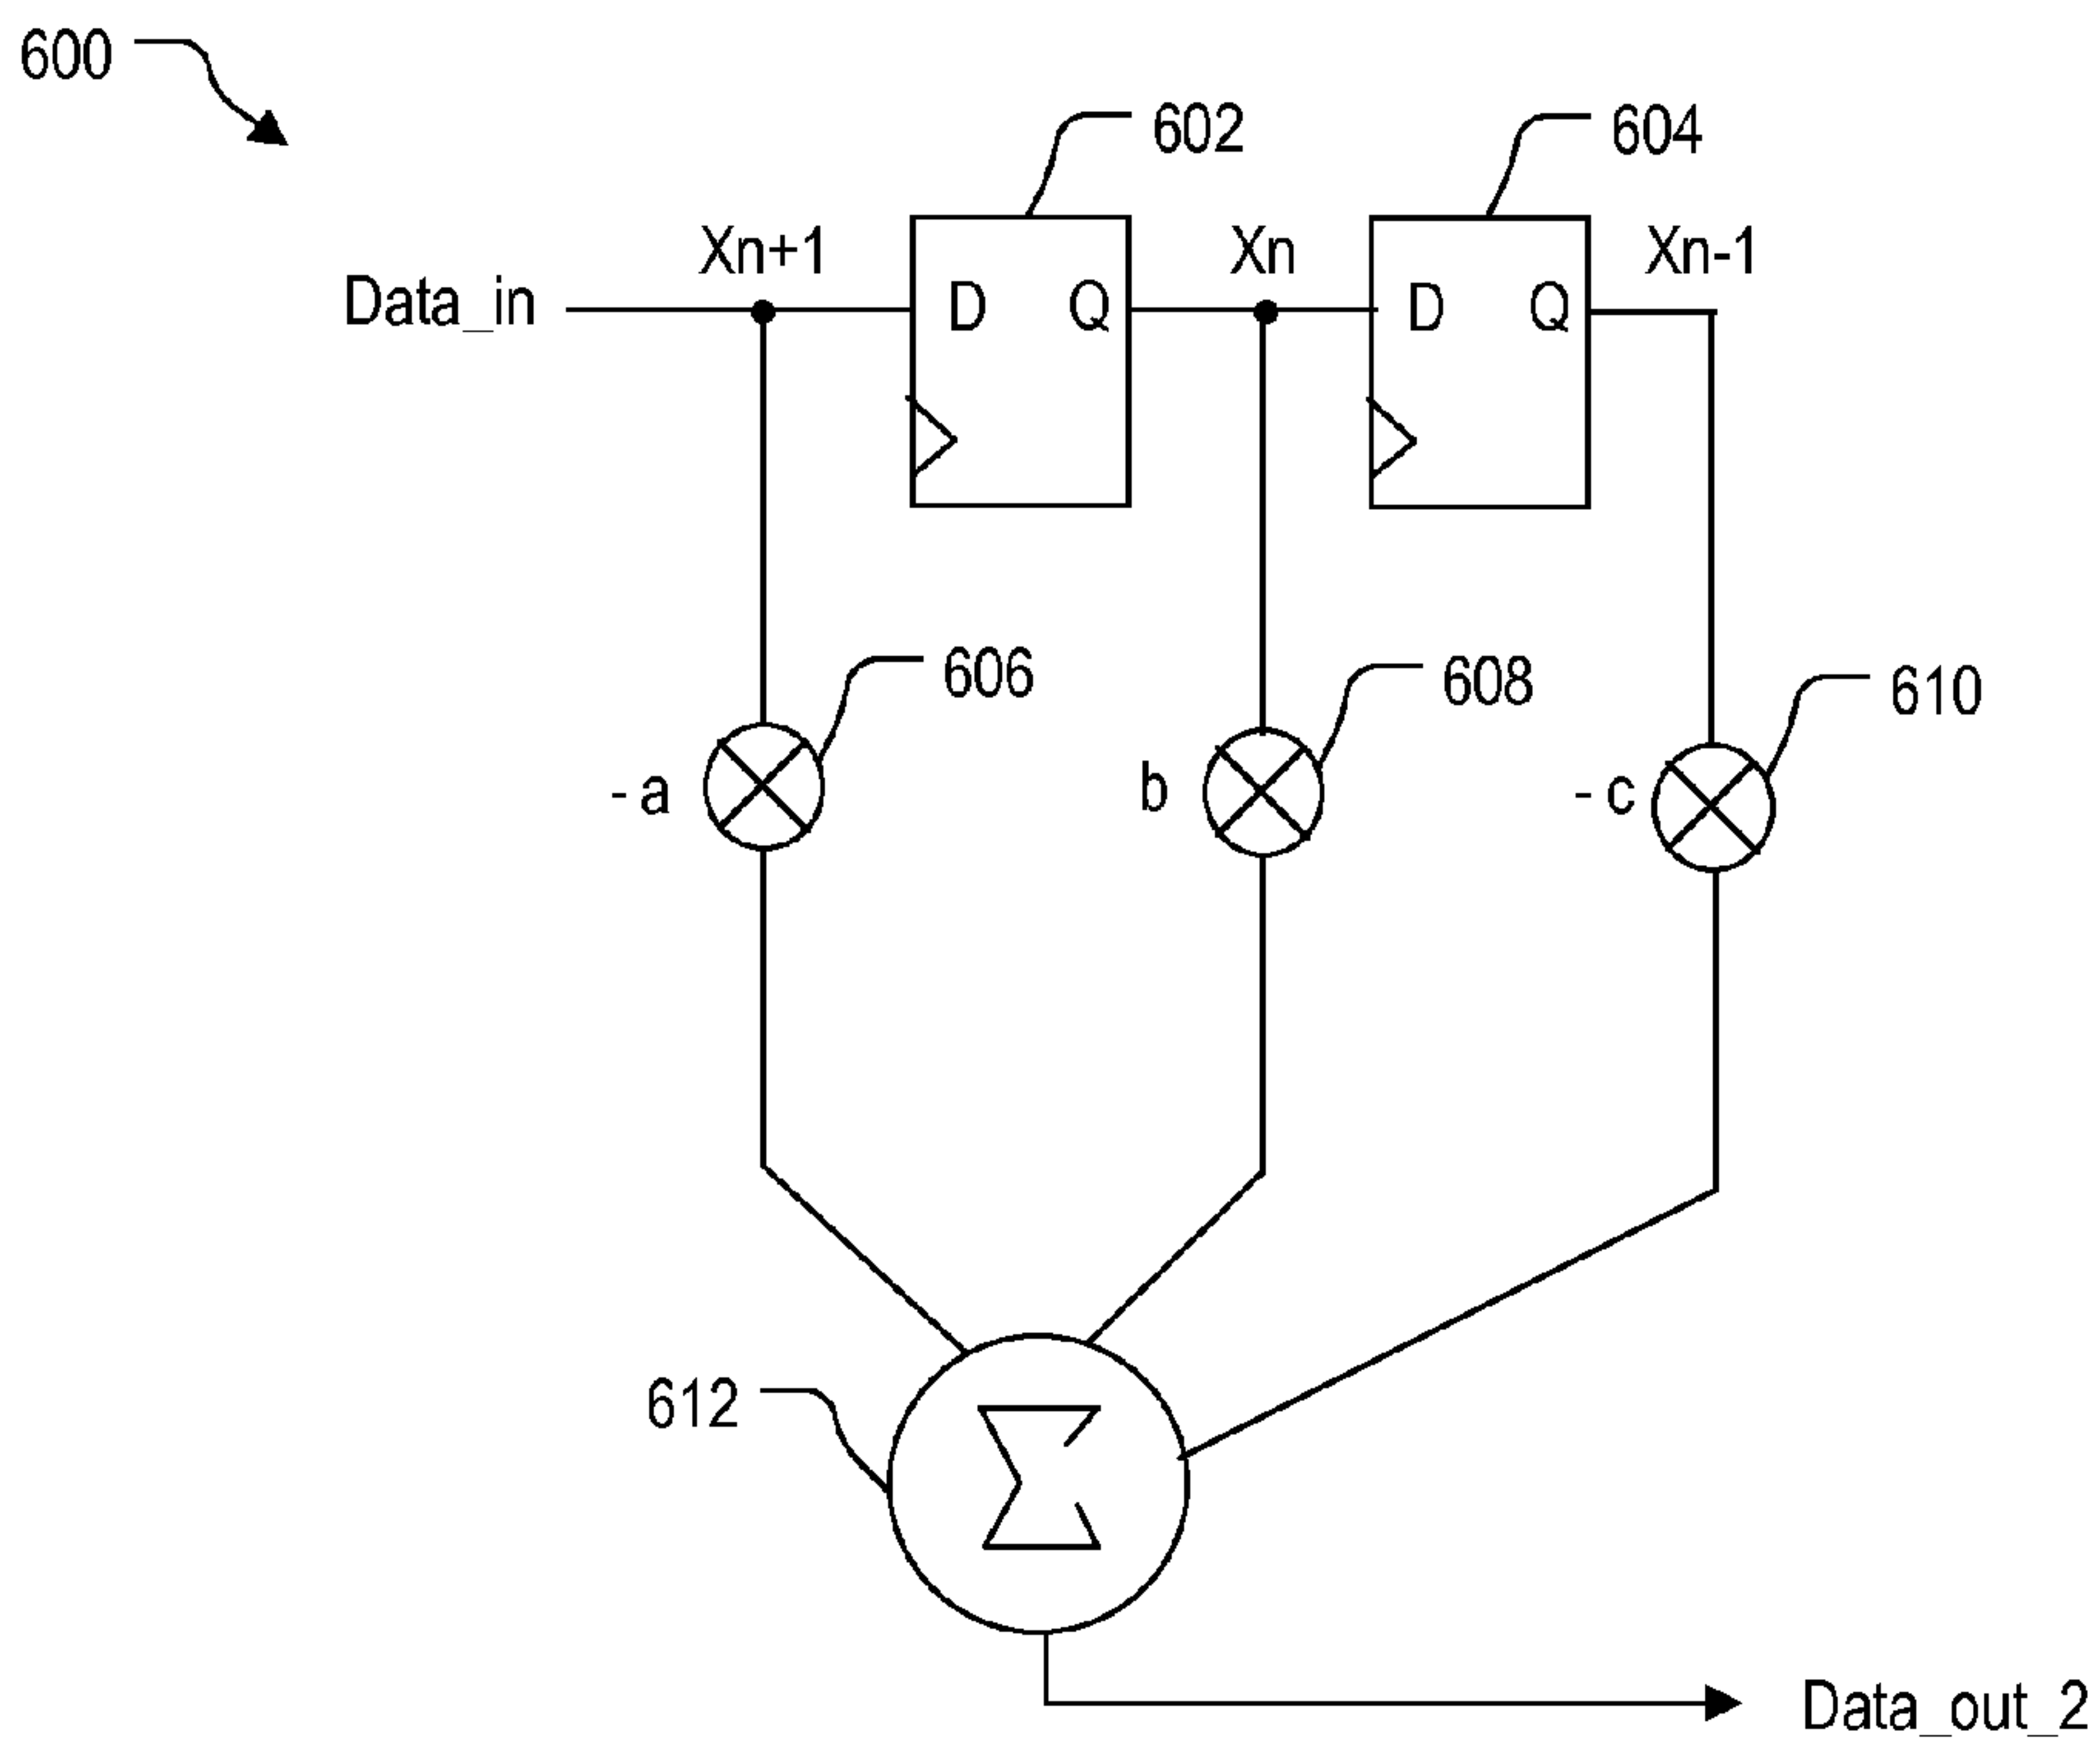 600
602
604
Xn+1
Xn
Xn-1
Data_in
D
Q
D
Q
606
608
610
- a
b
- c
612
Σ
Data_out_2